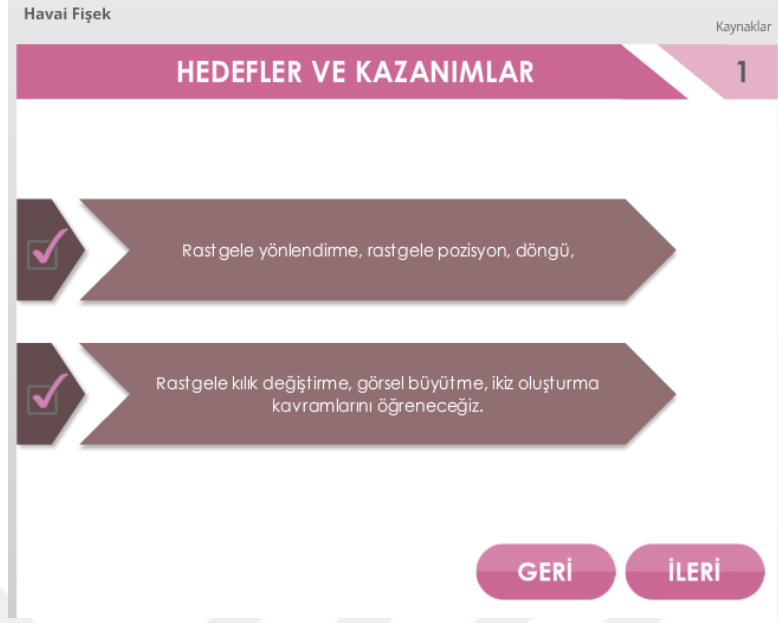 Havai Fişek
Kaynaklar
HEDEFLER VE KAZANIMLAR
1
Rastgele yönlendirme, rastgele pozisyon, döngü,
Rastgele kılık değiştirme, görsel büyütme, ikiz oluşturma
kavramlarını öğreneceğiz.
GERİ
İLERİ